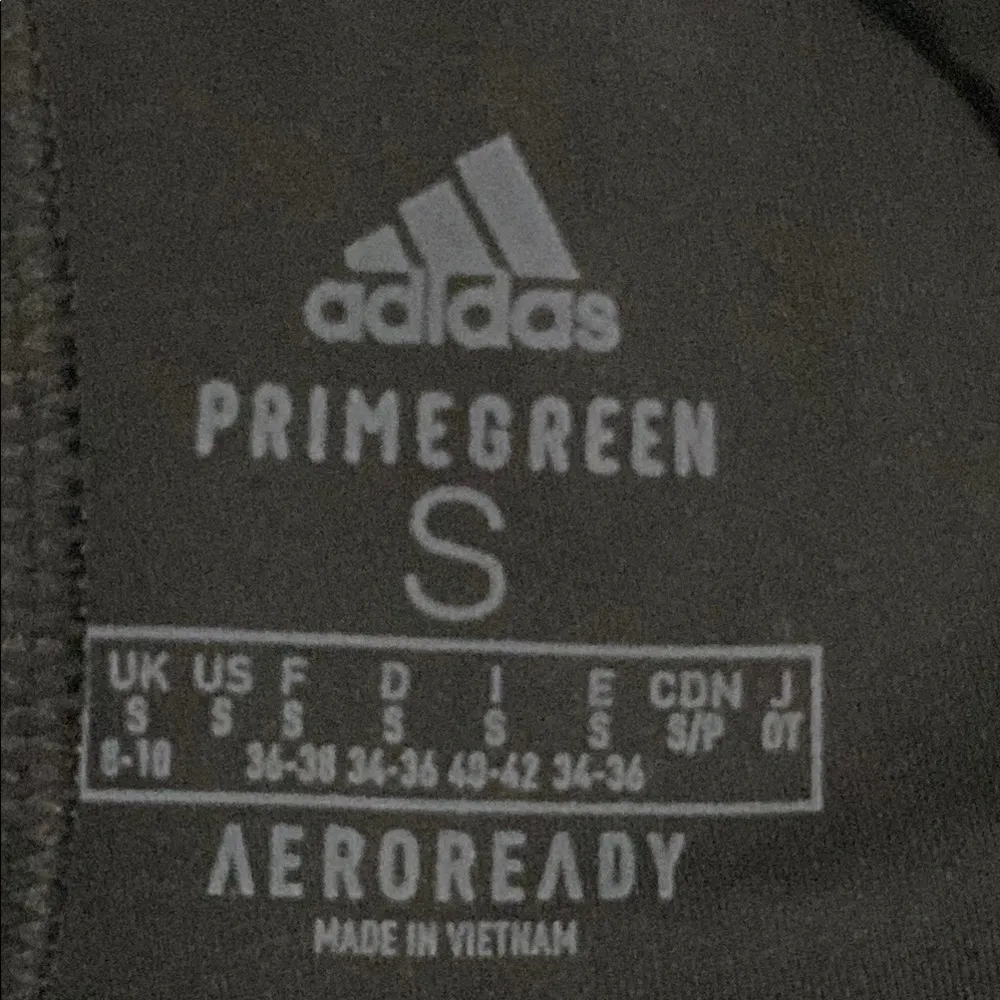 adidas
PRIMEGREEN
S
UK US F D I E CDN J
S S S S S S S/P OT
8-10 36-38 34-36 40-42 34-36
AEROREADY
MADE IN VIETNAM